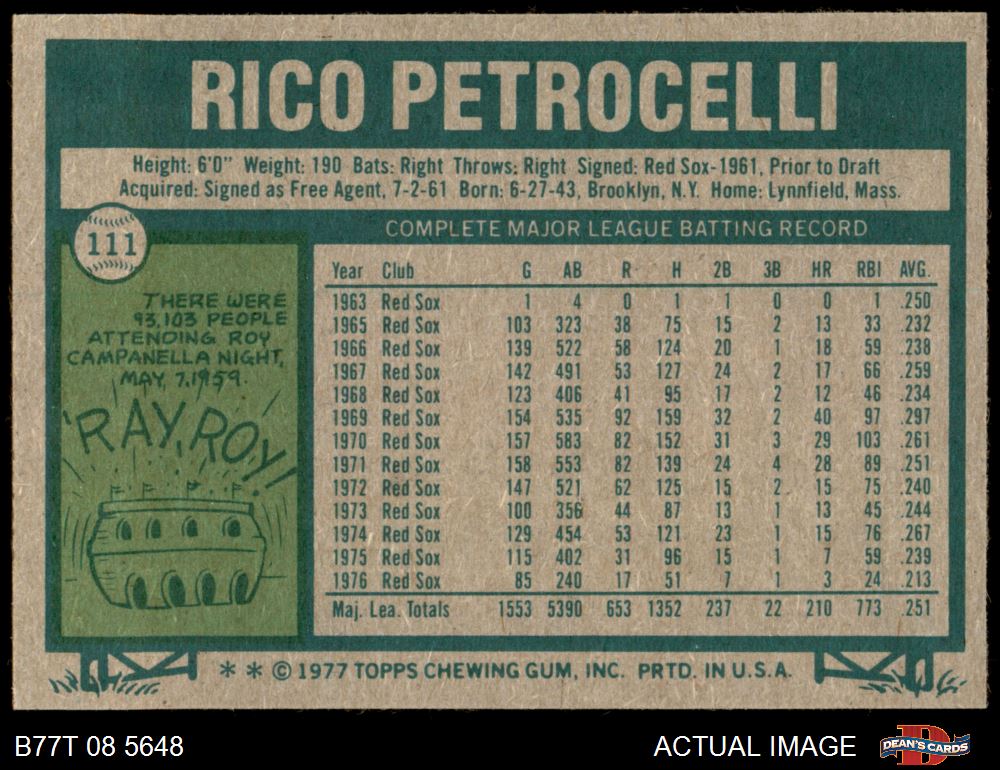 RICO PETROCELLI
Height: 6'0" Weight: 190 Bats: Right Throws: Right Signed: Red Sox-1961, Prior to Draft
Acquired: Signed as Free Agent, 7-2-61 Born: 6-27-43, Brooklyn, N.Y. Home: Lynnfield, Mass.
111
THERE WERE
93,103 PEOPLE
ATTENDING ROY
CAMPANELLA NIGHT,
MAY, 7, 1959.
'RAY, ROY!
COMPLETE MAJOR LEAGUE BATTING RECORD
Year Club G AB R H 2B 3B HR RBI AVG.
1963 Red Sox 1 4 0 1 1 0 0 1 .250
1965 Red Sox 103 323 38 75 15 2 13 33 .232
1966 Red Sox 139 522 58 124 20 1 18 59 .238
1967 Red Sox 142 491 53 127 24 2 17 66 .259
1968 Red Sox 123 406 41 95 17 2 12 46 .234
1969 Red Sox 154 535 92 159 32 2 40 97 .297
1970 Red Sox 157 583 82 152 31 3 29 103 .261
1971 Red Sox 158 553 82 139 24 4 28 89 .251
1972 Red Sox 147 521 62 125 15 2 15 75 .240
1973 Red Sox 100 356 44 87 13 1 13 45 .244
1974 Red Sox 129 454 53 121 23 1 15 76 .267
1975 Red Sox 115 402 31 96 15 1 7 59 .239
1976 Red Sox 85 240 17 51 7 1 3 24 .213
Maj. Lea. Totals 1553 5390 653 1352 237 22 210 773 .251
* * © 1977 TOPPS CHEWING GUM, INC. PRTD. IN U.S.A.
B77T 08 5648
ACTUAL IMAGE
D
DEAN'S CARDS